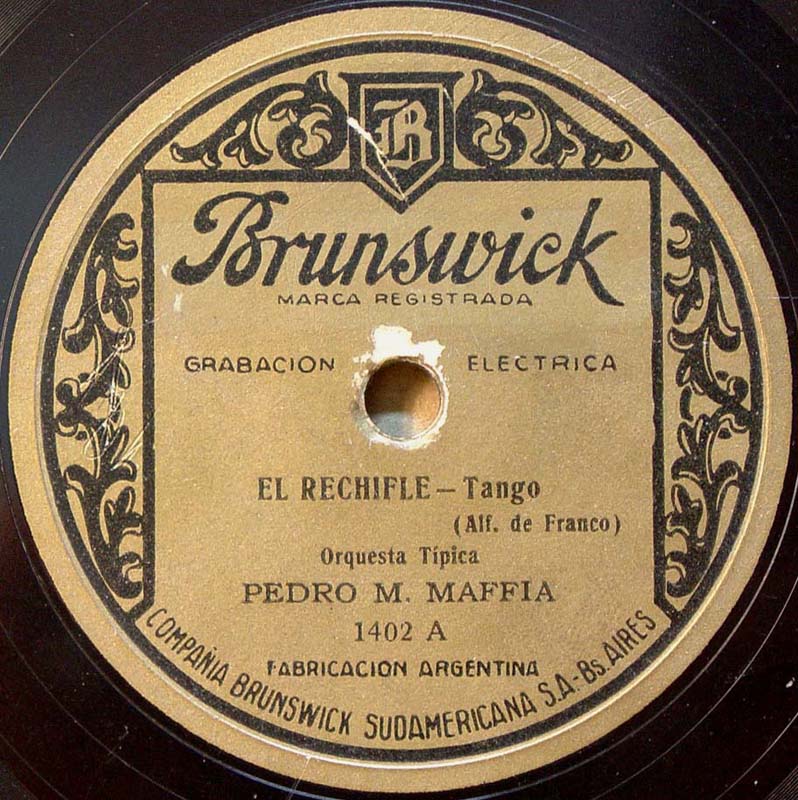 B
Brunswick
MARCA REGISTRADA
GRABACION ELECTRICA
EL RECHIFLE – Tango
(Alf. de Franco)
Orquesta Típica
PEDRO M. MAFFIA
1402 A
FABRICACION ARGENTINA
COMPAÑIA BRUNSWICK SUDAMERICANA S.A.-Bs. AIRES